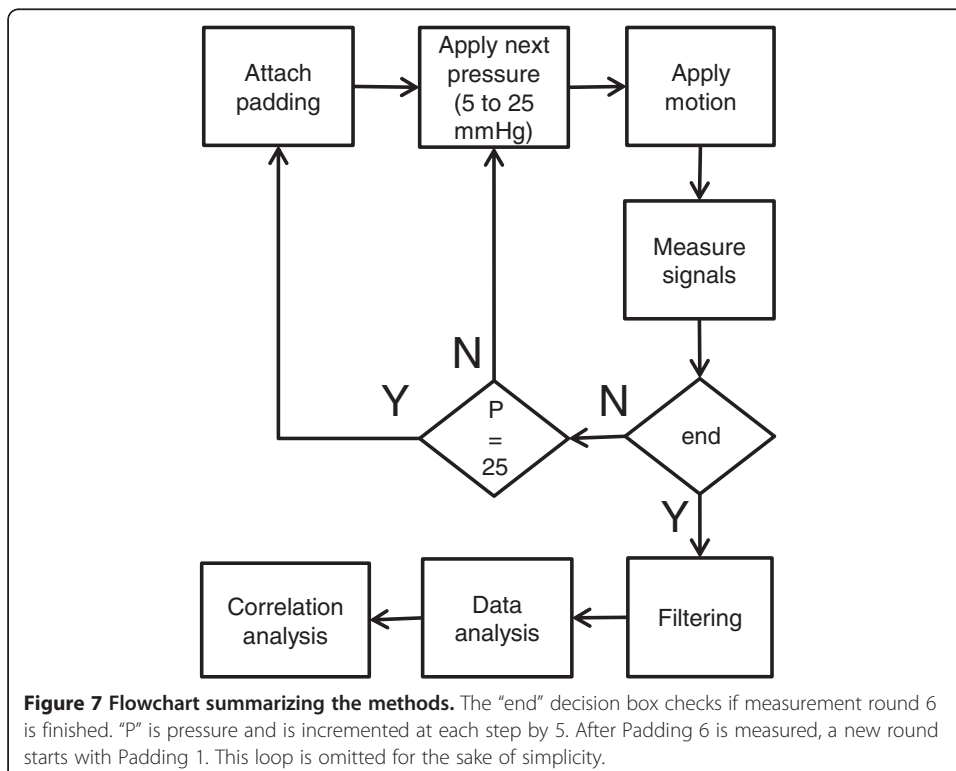 Attach
padding
Apply next
pressure
(5 to 25
mmHg)
Apply
motion
Measure
signals
end
N
Y
P
=
25
N
Y
Filtering
Data
analysis
Correlation
analysis
Figure 7 Flowchart summarizing the methods. The “end” decision box checks if measurement round 6
is finished. “P” is pressure and is incremented at each step by 5. After Padding 6 is measured, a new round
starts with Padding 1. This loop is omitted for the sake of simplicity.